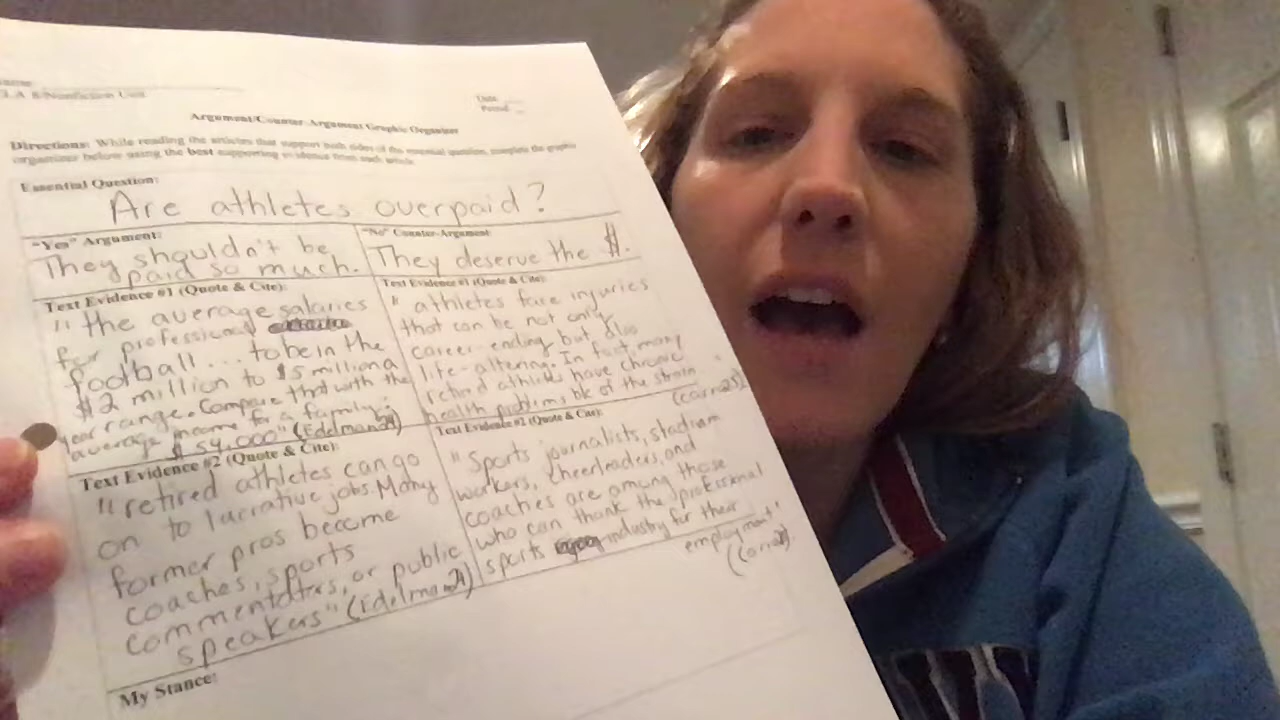 ELA 8/Nonfiction Unit
Date
Period
Argument/Counter-Argument Graphic Organizer
Directions: While reading the articles that support both sides of the essential question, complete the graphic
organizer below using the best supporting evidence from each article.
Essential Question:
Are athletes overpaid?
"Yes" Argument:
They shouldn't be
paid so much.
"No" Counter-Argument
They deserve the $.
Text Evidence #1 (Quote & Cite):
"the average salaries
for professional
football... to be in the
$2 million to $5 million a
year range. Compare that with the
average income for a family;
$54,000" (Edelman 24)
Text Evidence #1 (Quote & Cite):
"athletes face injuries
that can be not only
career-ending but also
life-altering. In fact, many
retired athletes have chronic
health problems b/c of the strain
Text Evidence #2 (Quote & Cite):
"retired athletes can go
on to lucrative jobs. Many
former pros become
coaches, sports
commentators, or public
speakers" (Edelman 24)
Text Evidence #2 (Quote & Cite):
"Sports journalists, stadium
workers, cheerleaders, and
coaches are among those
who can thank the professional
sports industry for their
employment"
My Stance: